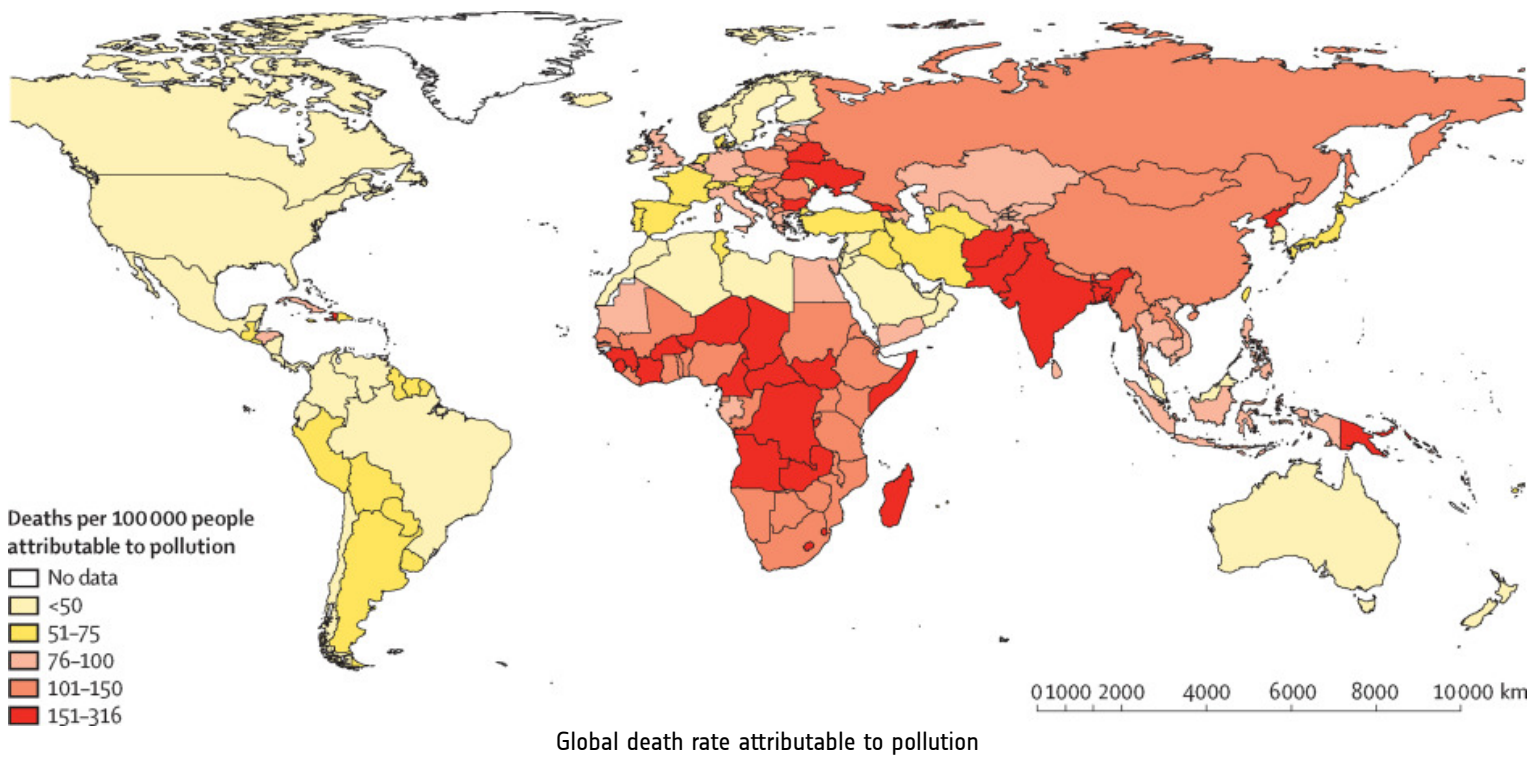 Deaths per 100 000 people
attributable to pollution
No data
<50
51–75
76–100
101–150
151–316
0 1000 2000 4000 6000 8000 10 000 km
Global death rate attributable to pollution